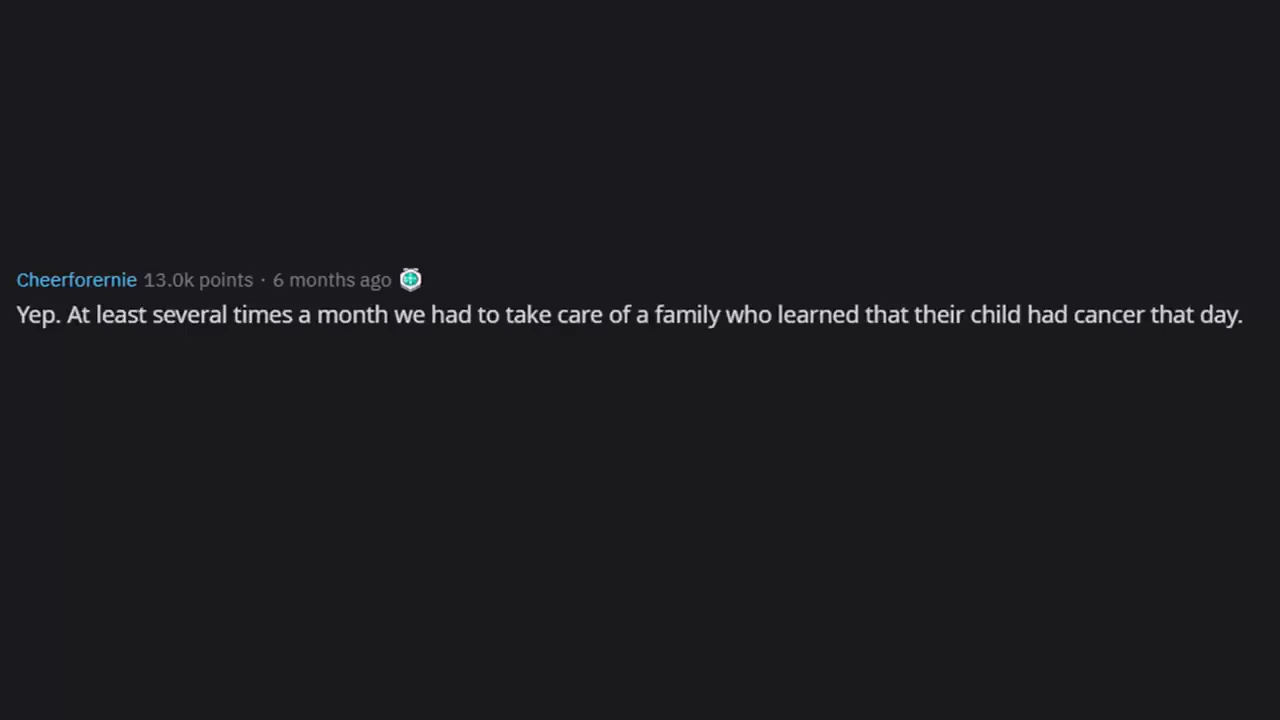 Cheerforernie 13.0k points · 6 months ago
Yep. At least several times a month we had to take care of a family who learned that their child had cancer that day.